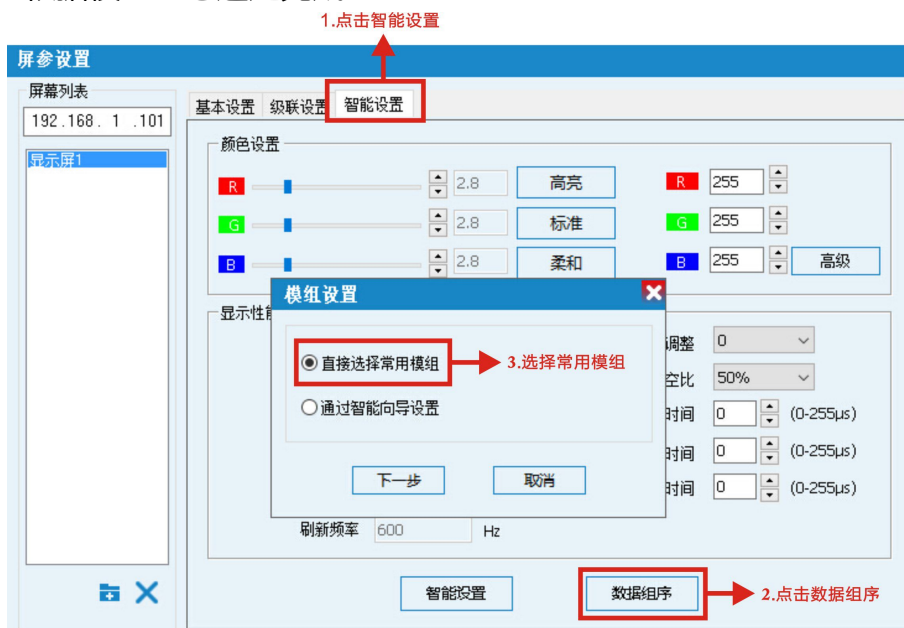 1.点击智能设置
屏参设置
屏幕列表
192.168. 1 .101
显示屏1
基本设置 级联设置 智能设置
颜色设置
R 2.8 高亮 R 255
G 2.8 标准 G 255
B 2.8 柔和 B 255 高级
模组设置
显示性
直接选择常用模组 3.选择常用模组
通过智能向导设置
下一步 取消
调整 0
空比 50%
时间 0 (0-255μs)
时间 0 (0-255μs)
时间 0 (0-255μs)
刷新频率 600 Hz
智能设置 数据组序 2.点击数据组序